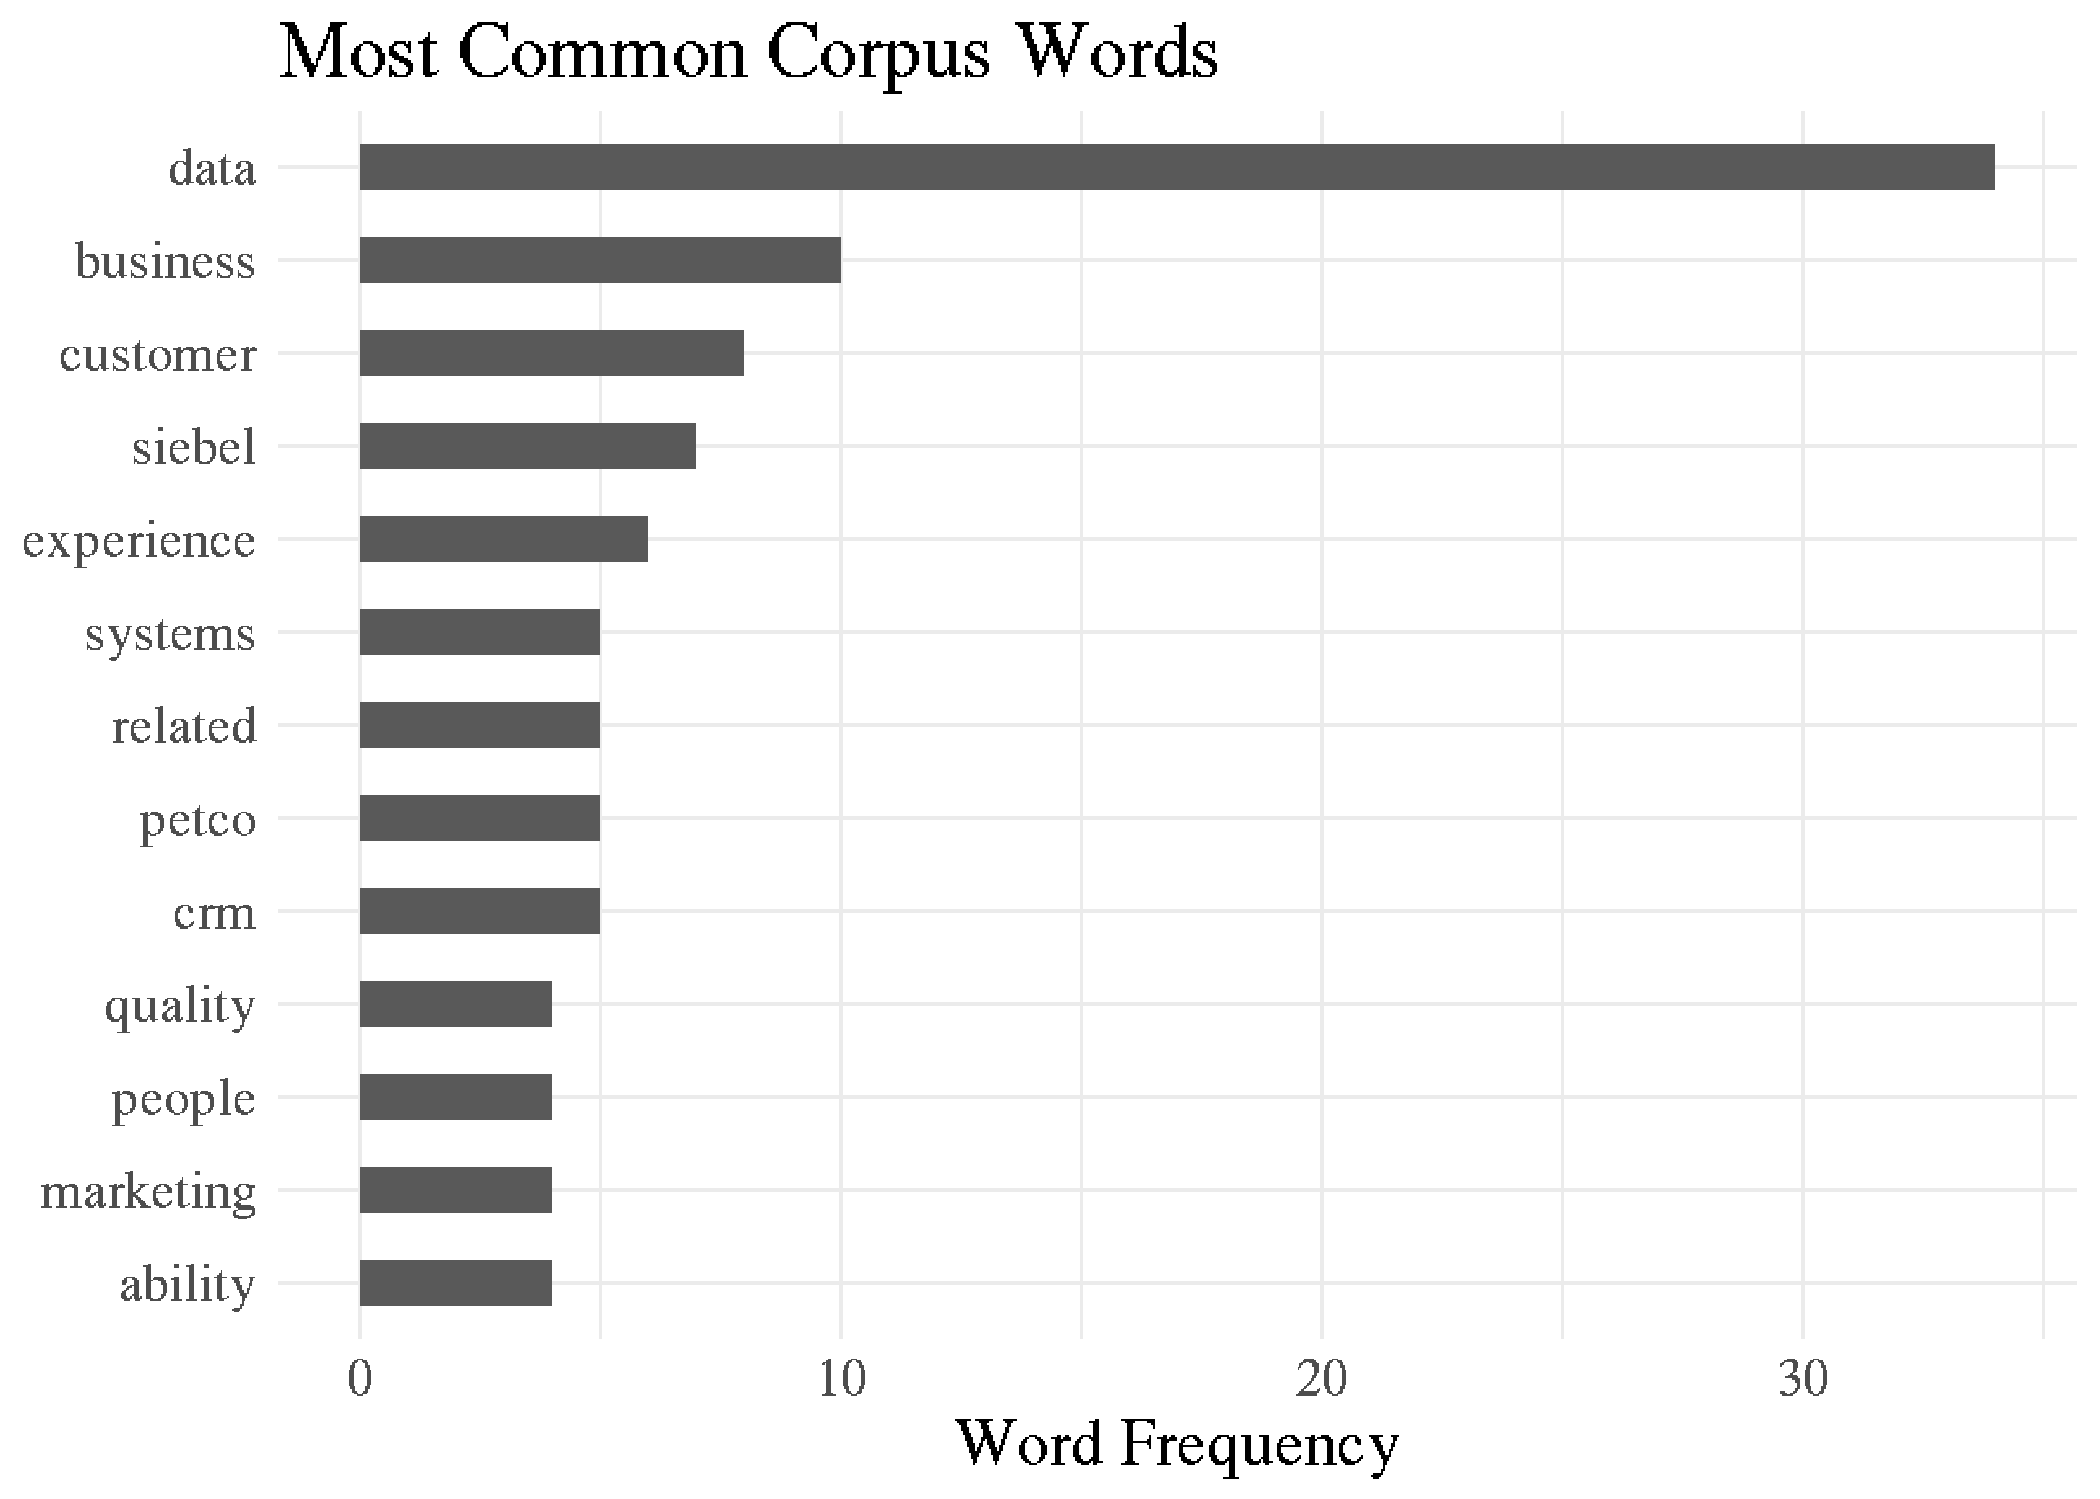 Most Common Corpus Words
data
business
customer
siebel
experience
systems
related
petco
crm
quality
people
marketing
ability
0 10 20 30
Word Frequency